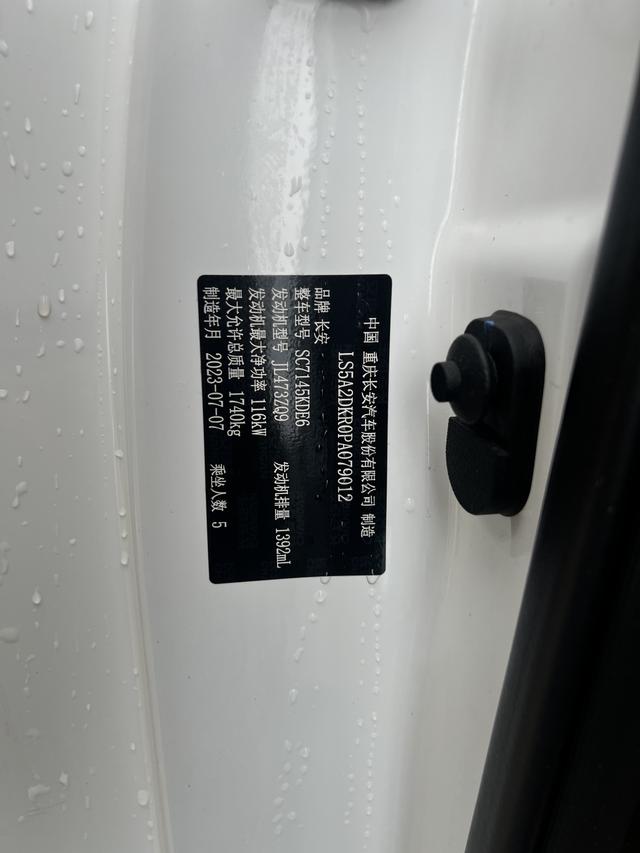 中国 重庆长安汽车股份有限公司 制造
LS5A2DKR0PA079012
品牌 长安
整车型号 SC7145KDE6
发动机型号 JL473ZQ9 发动机排量 1392mL
发动机最大净功率 116kW
最大允许总质量 1740kg
制造年月 2023-07-07 乘坐人数 5